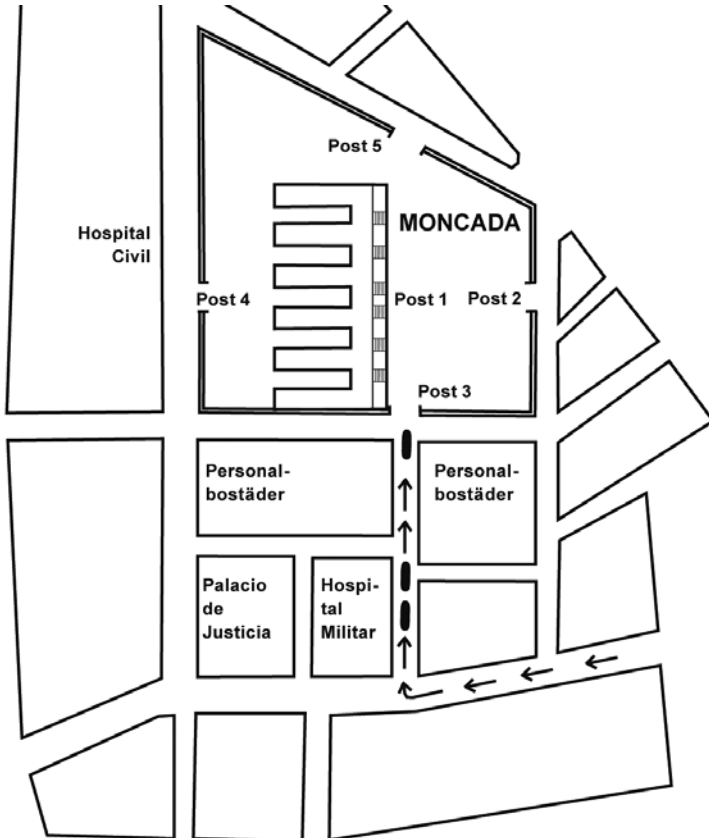 Post 5
MONCADA
Hospital
Civil
Post 4
Post 1
Post 2
Post 3
Personal-
bostäder
Personal-
bostäder
Palacio
de
Justicia
Hospi-
tal
Militar